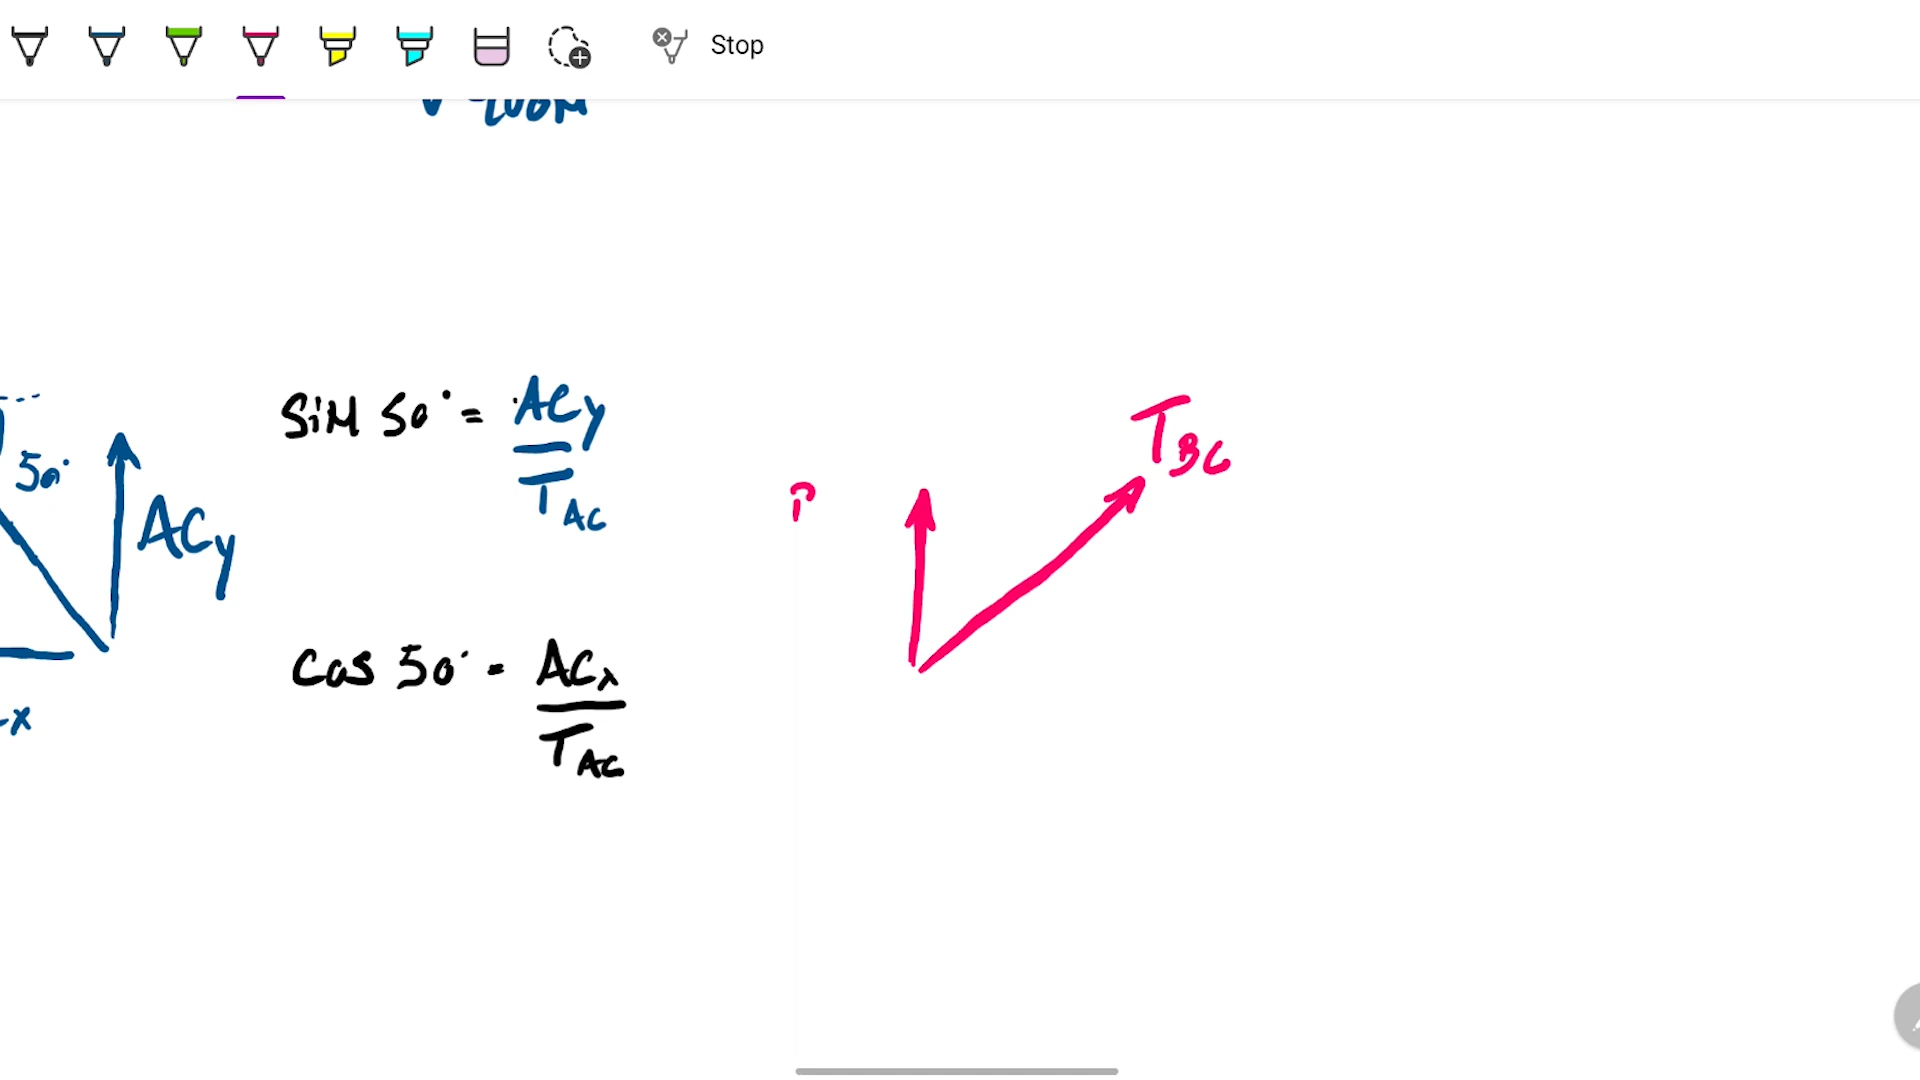 Stop
50°
ACy
x
Sin 50° = ACy
TAC
Cos 50° = ACx
TAC
TBC